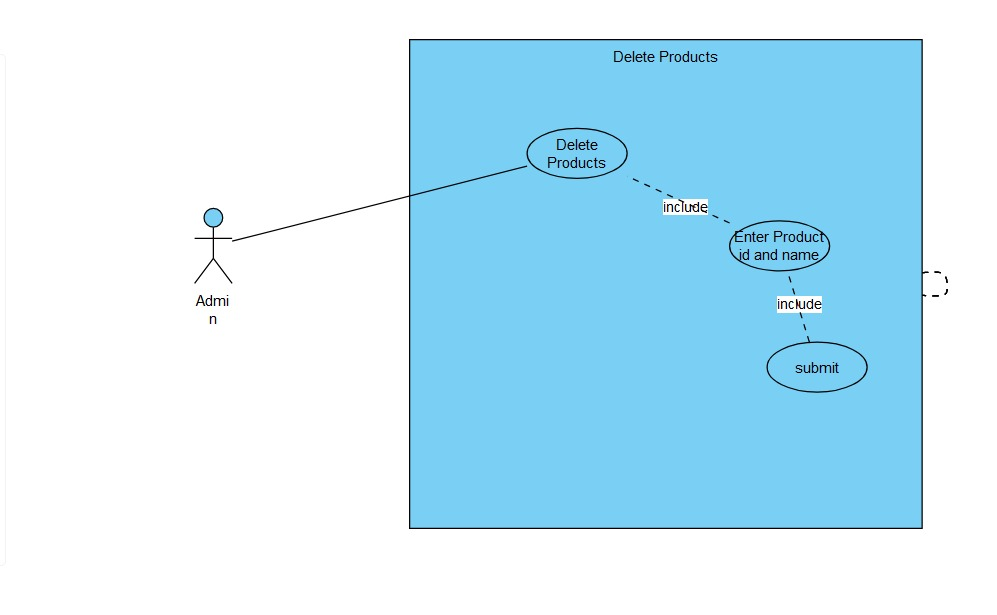 Delete Products
Delete
Products
include
Enter Product
id and name
Admi
n
include
submit